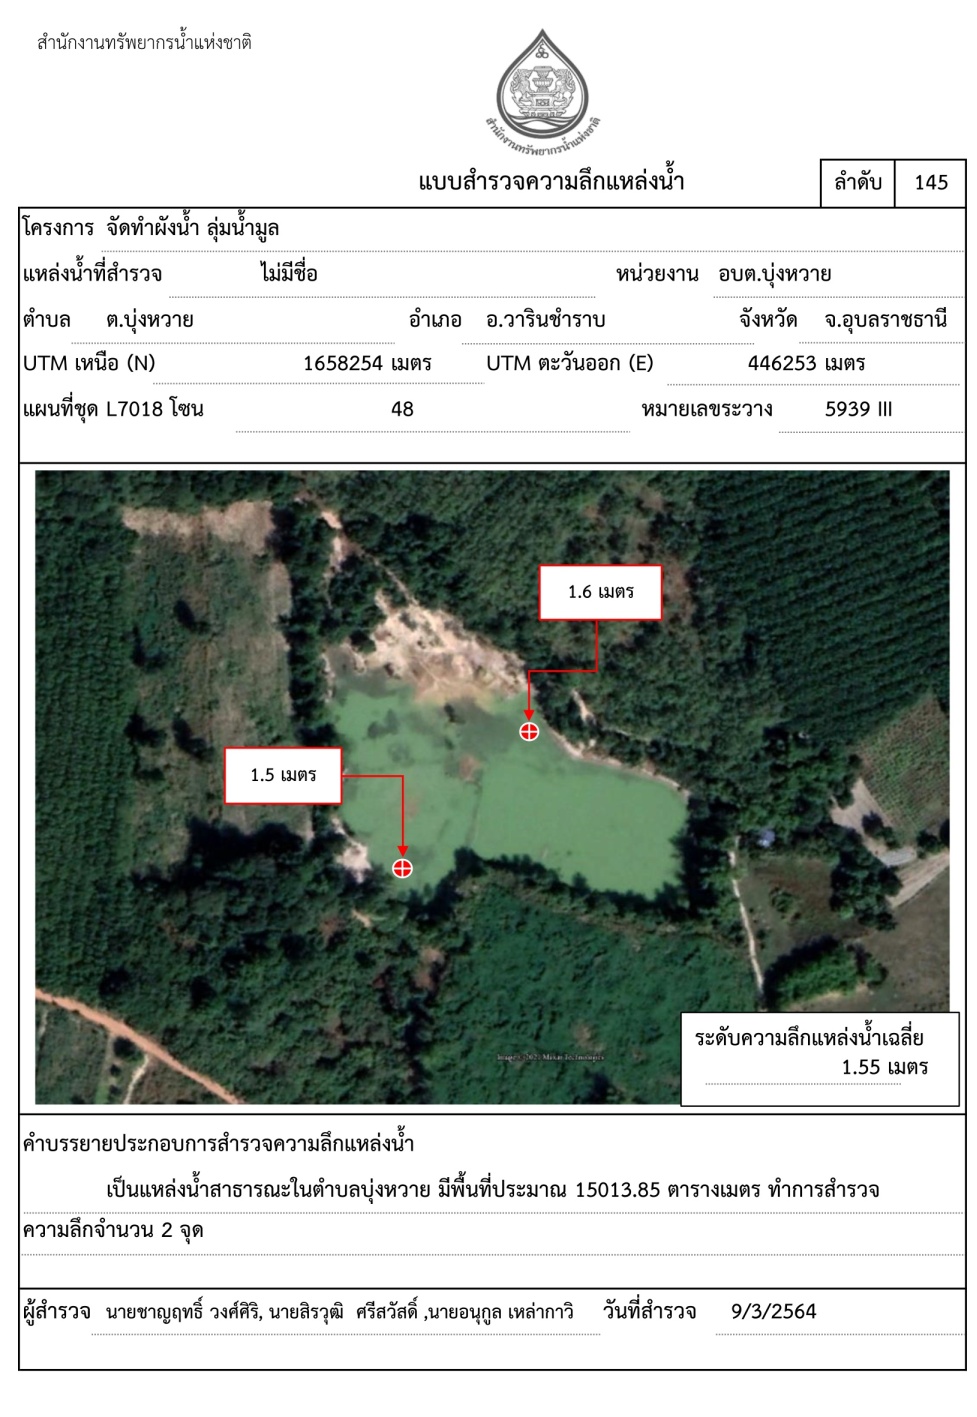 สำนักงานทรัพยากรน้ำแห่งชาติ
สำนักงานทรัพยากรน้ำแห่งชาติ
แบบสำรวจความลึกแหล่งน้ำ
ลำดับ 145
โครงการ จัดทำผังน้ำ ลุ่มน้ำมูล
แหล่งน้ำที่สำรวจ ไม่มีชื่อ หน่วยงาน อบต.บุ่งหวาย
ตำบล ต.บุ่งหวาย อำเภอ อ.วารินชำราบ จังหวัด จ.อุบลราชธานี
UTM เหนือ (N) 1658254 เมตร UTM ตะวันออก (E) 446253 เมตร
แผนที่ชุด L7018 โซน 48 หมายเลขระวาง 5939 III
1.6 เมตร
1.5 เมตร
ระดับความลึกแหล่งน้ำเฉลี่ย
1.55 เมตร
คำบรรยายประกอบการสำรวจความลึกแหล่งน้ำ
เป็นแหล่งน้ำสาธารณะในตำบลบุ่งหวาย มีพื้นที่ประมาณ 15013.85 ตารางเมตร ทำการสำรวจ
ความลึกจำนวน 2 จุด
ผู้สำรวจ นายชาญฤทธิ์ วงศ์ศิริ, นายสิรวุฒิ ศรีสวัสดิ์ ,นายอนุกูล เหล่ากาวิ วันที่สำรวจ 9/3/2564